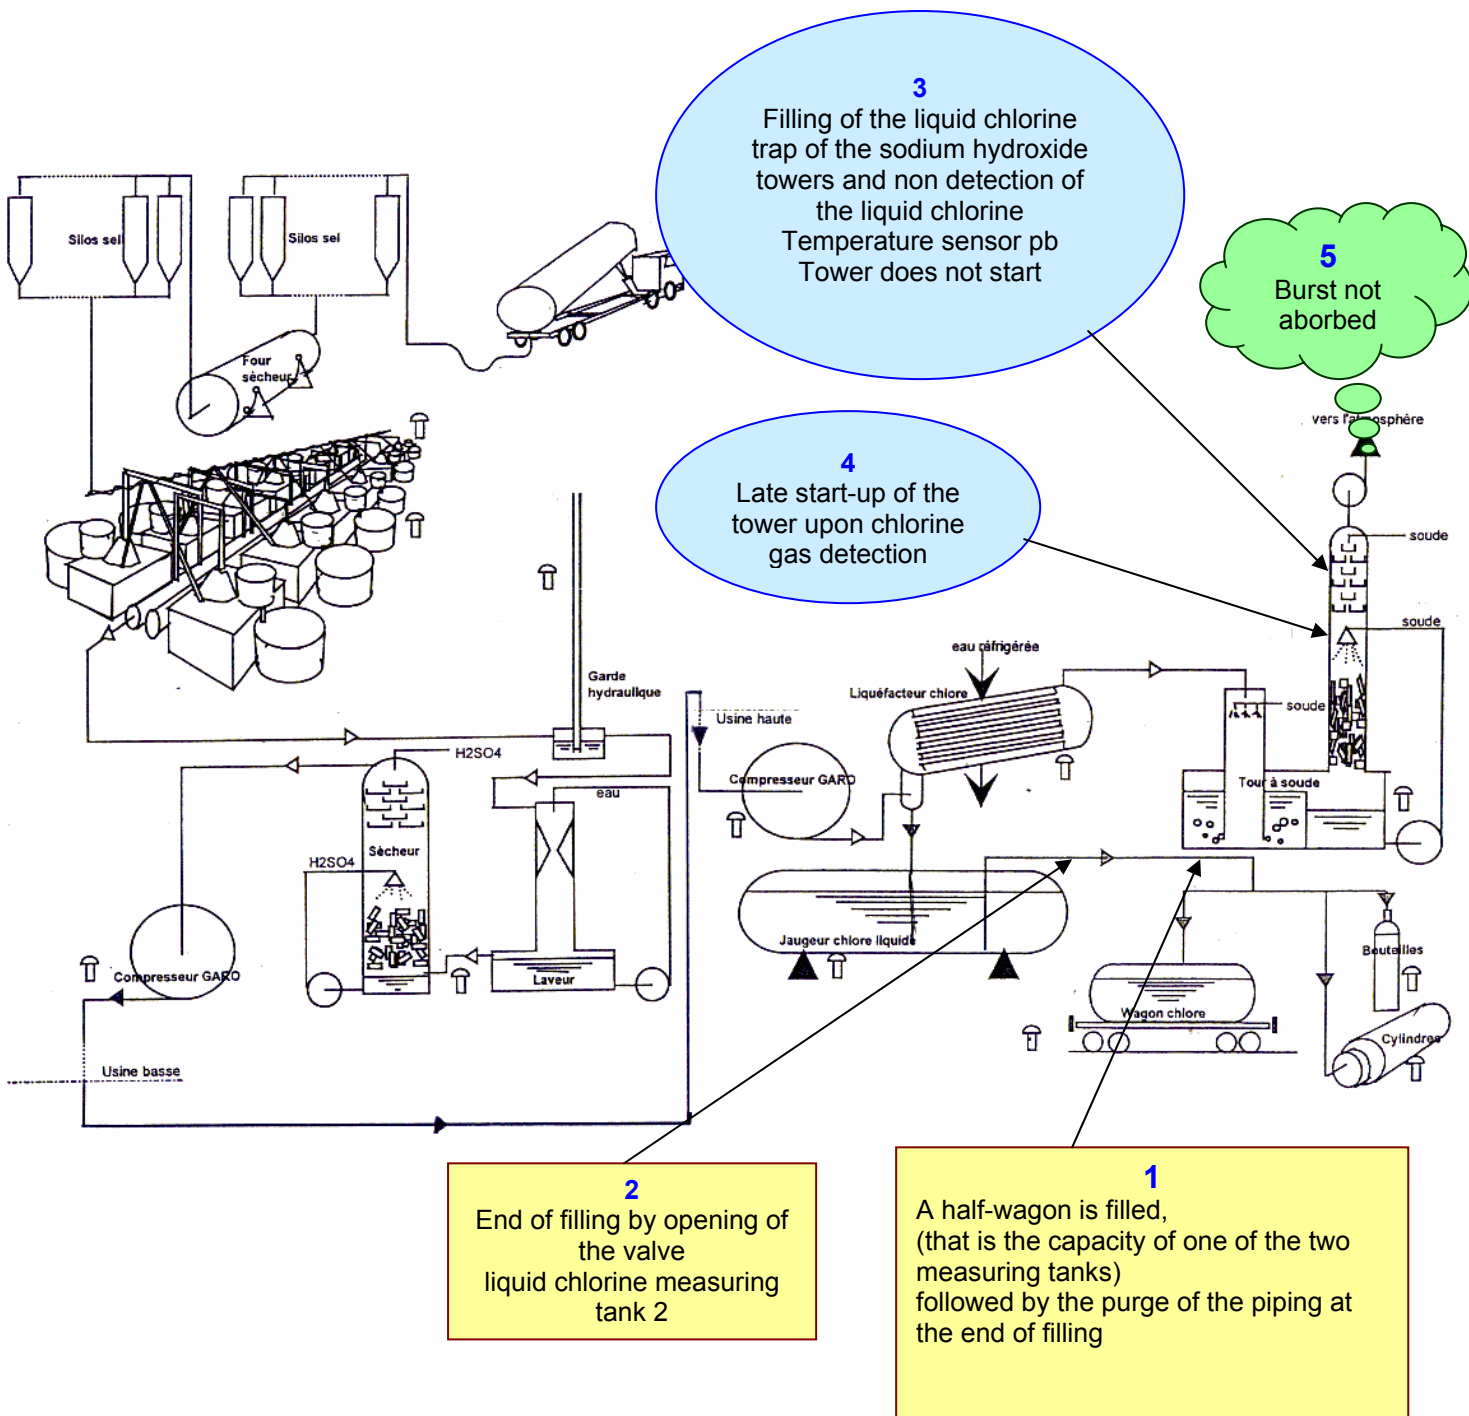 3
Filling of the liquid chlorine
trap of the sodium hydroxide
towers and non detection of
the liquid chlorine
Temperature sensor pb
Tower does not start
5
Burst not
aborbed
Silos sel
Silos sel
Four
sècheur
vers l'atmosphère
4
Late start-up of the
tower upon chlorine
gas detection
soude
soude
eau réfrigérée
Garde
hydraulique
Liquéfacteur chlore
soude
Usine haute
H2SO4
Compresseur GARO
Tour à soude
eau
Sècheur
H2SO4
Jaugeur chlore liquide
Bouteilles
Compresseur GARO
Laveur
Wagon chlore
Cylindres
Usine basse
2
End of filling by opening of
the valve
liquid chlorine measuring
tank 2
1
A half-wagon is filled,
(that is the capacity of one of the two
measuring tanks)
followed by the purge of the piping at
the end of filling